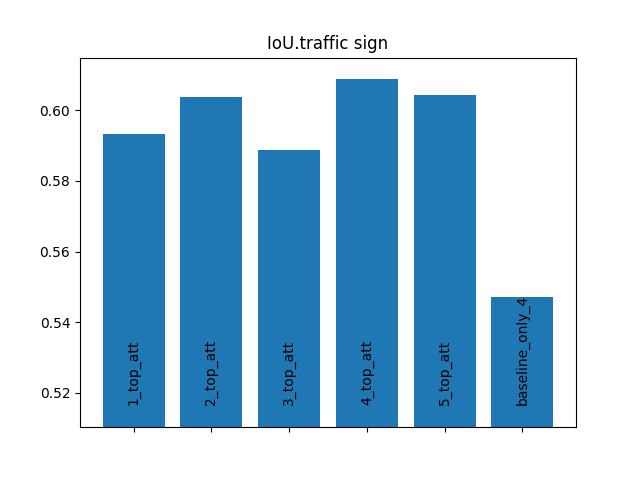 IoU.traffic sign
0.60
0.58
0.56
0.54
0.52
1_top_att
2_top_att
3_top_att
4_top_att
5_top_att
baseline_only_4